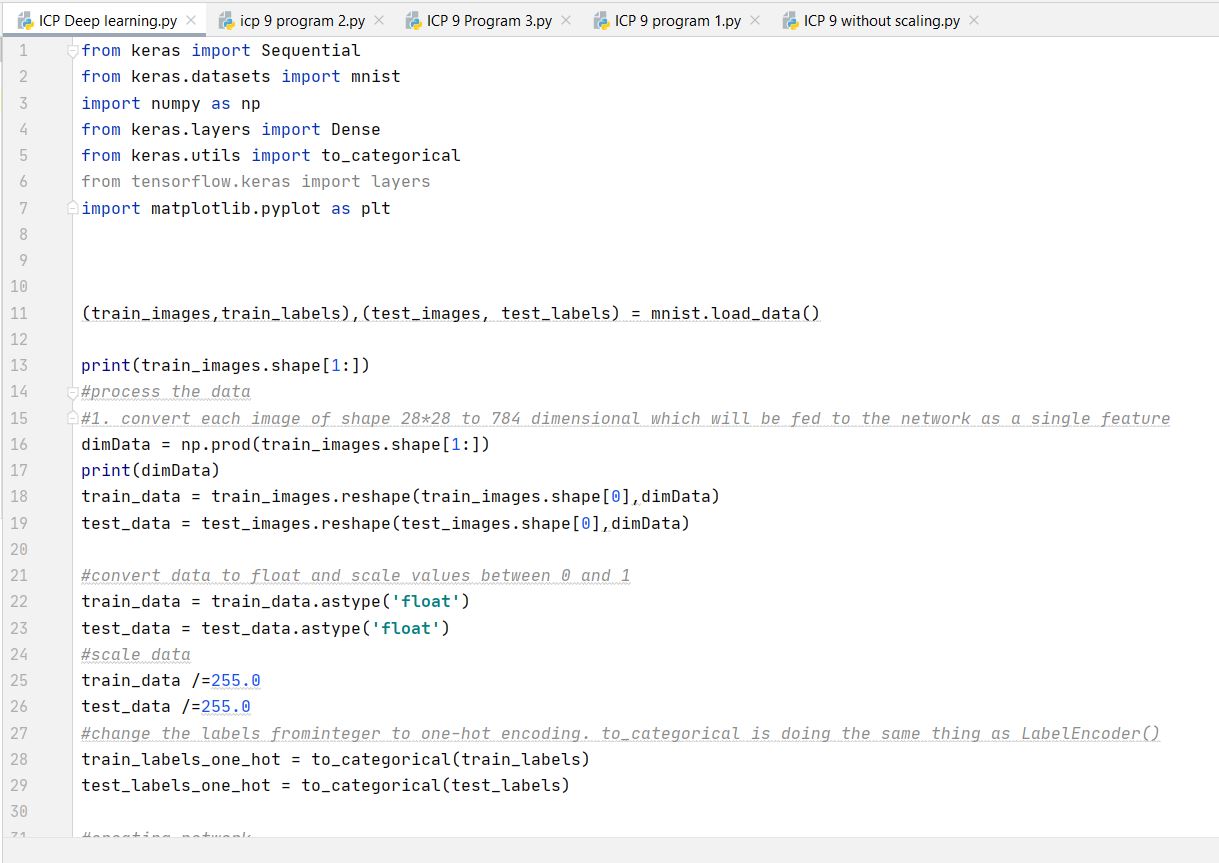 ICP Deep learning.py icp 9 program 2.py ICP 9 Program 3.py ICP 9 program 1.py ICP 9 without scaling.py
1 from keras import Sequential
2 from keras.datasets import mnist
3 import numpy as np
4 from keras.layers import Dense
5 from keras.utils import to_categorical
6 from tensorflow.keras import layers
7 import matplotlib.pyplot as plt
8
9
10
11 (train_images,train_labels),(test_images, test_labels) = mnist.load_data()
12
13 print(train_images.shape[1:])
14 #process the data
15 #1. convert each image of shape 28*28 to 784 dimensional which will be fed to the network as a single feature
16 dimData = np.prod(train_images.shape[1:])
17 print(dimData)
18 train_data = train_images.reshape(train_images.shape[0],dimData)
19 test_data = test_images.reshape(test_images.shape[0],dimData)
20
21 #convert data to float and scale values between 0 and 1
22 train_data = train_data.astype('float')
23 test_data = test_data.astype('float')
24 #scale data
25 train_data /=255.0
26 test_data /=255.0
27 #change the labels frominteger to one-hot encoding. to_categorical is doing the same thing as LabelEncoder()
28 train_labels_one_hot = to_categorical(train_labels)
29 test_labels_one_hot = to_categorical(test_labels)
30
31 #creating network